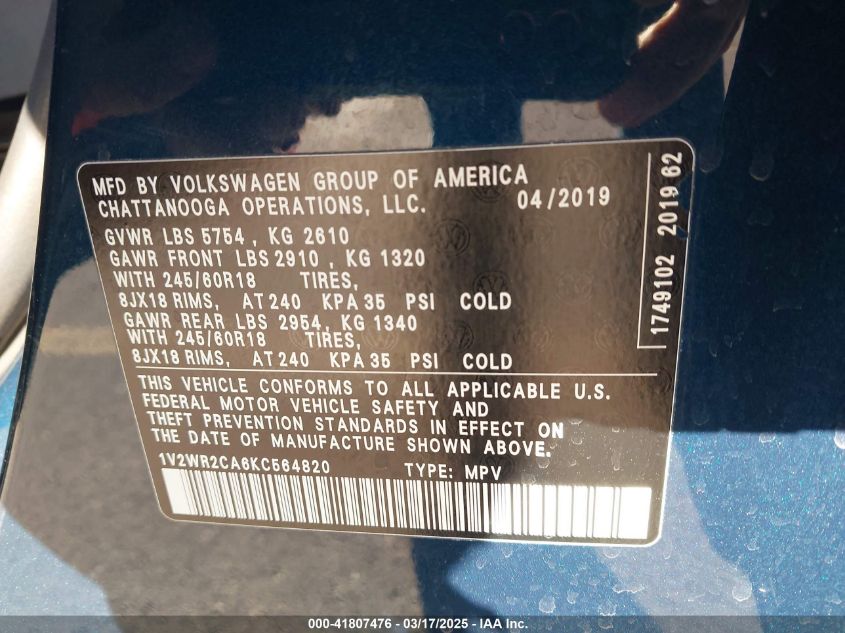 MFD BY VOLKSWAGEN GROUP OF AMERICA
CHATTANOOGA OPERATIONS, LLC. 04/2019
GVWR LBS 5754 , KG 2610
GAWR FRONT LBS 2910 , KG 1320
WITH 245/60R18 TIRES,
8JX18 RIMS, AT 240 KPA 35 PSI COLD
GAWR REAR LBS 2954, KG 1340
WITH 245/60R18 TIRES,
8JX18 RIMS, AT 240 KPA 35 PSI COLD
THIS VEHICLE CONFORMS TO ALL APPLICABLE U.S.
FEDERAL MOTOR VEHICLE SAFETY AND
THEFT PREVENTION STANDARDS IN EFFECT ON
THE DATE OF MANUFACTURE SHOWN ABOVE.
1V2WR2CA6KC564820 TYPE: MPV
1749102 2019 62
000-41807476 - 03/17/2025 - IAA Inc.